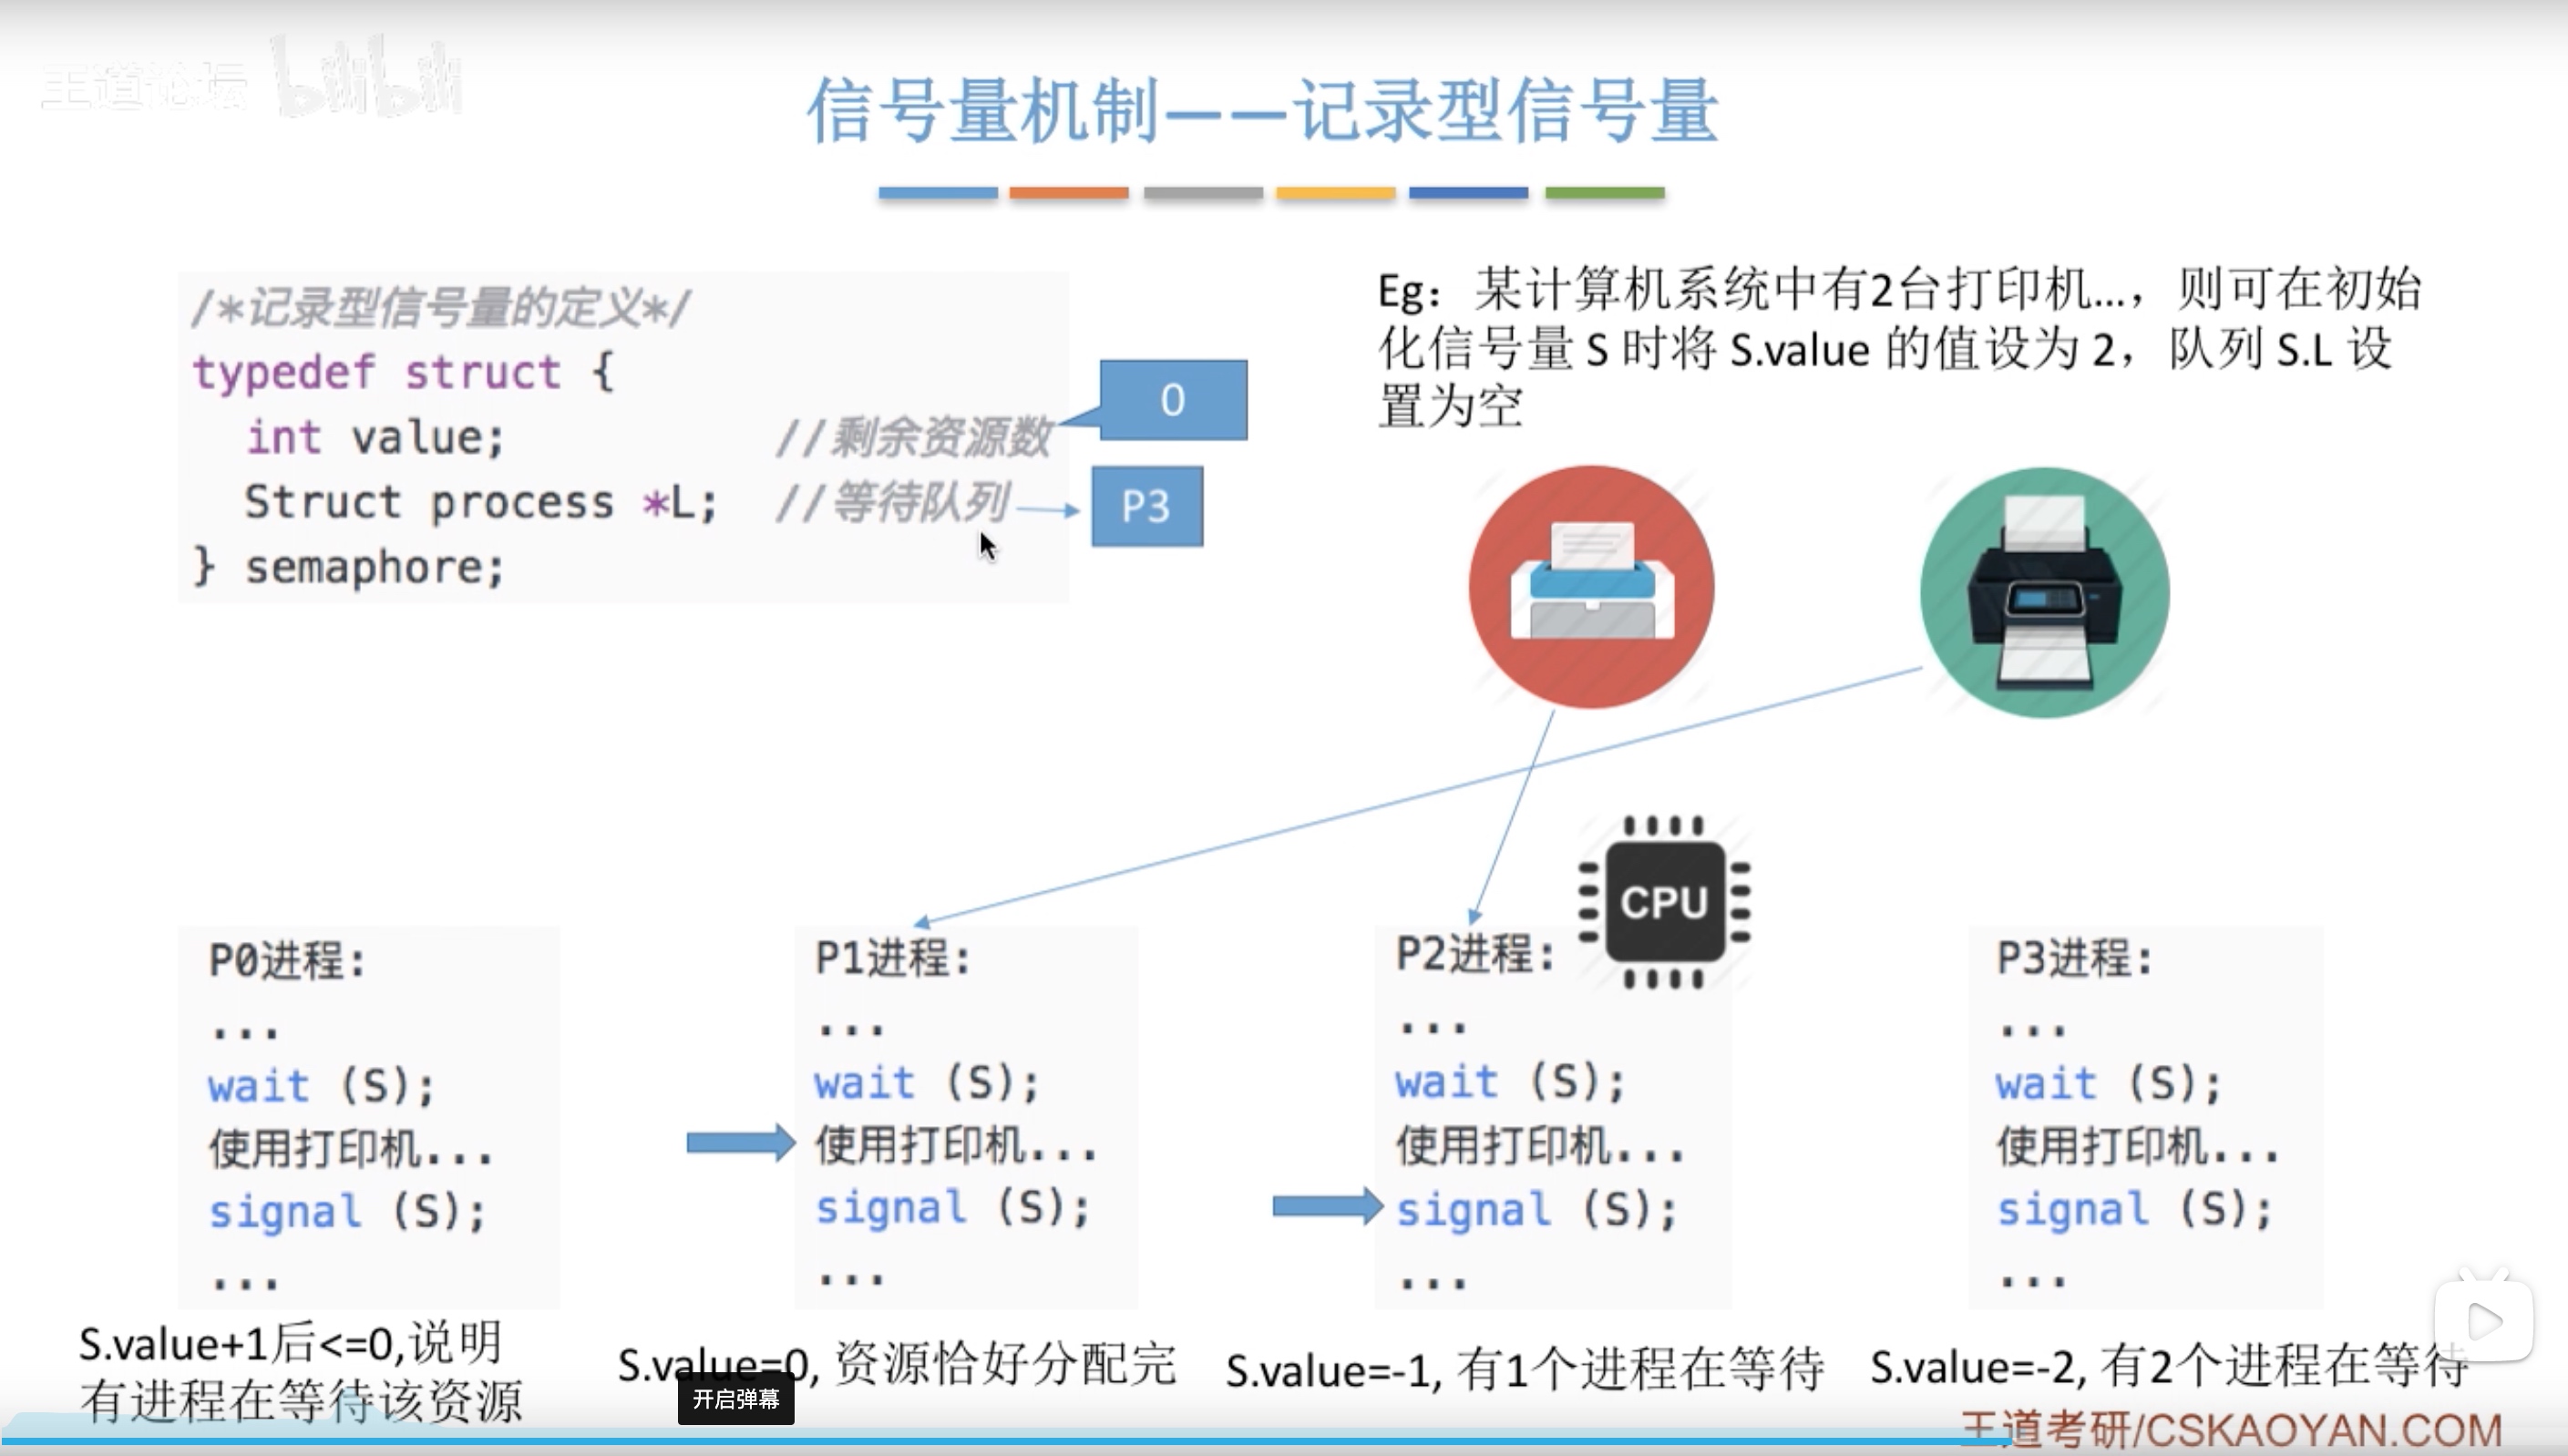 王道论坛 bilibili
信号量机制——记录型信号量
/*记录型信号量的定义*/
typedef struct {
int value; //剩余资源数
Struct process *L; //等待队列
} semaphore;
0
P3
Eg：某计算机系统中有2台打印机...，则可在初始
化信号量 S 时将 S.value 的值设为 2，队列 S.L 设
置为空
CPU
P0进程:
...
wait (S);
使用打印机...
signal (S);
...
P1进程:
...
wait (S);
使用打印机...
signal (S);
...
P2进程:
...
wait (S);
使用打印机...
signal (S);
...
P3进程:
...
wait (S);
使用打印机...
signal (S);
...
S.value+1后<=0,说明
有进程在等待该资源
S.value=0, 资源恰好分配完
S.value=-1, 有1个进程在等待
S.value=-2, 有2个进程在等待
开启弹幕
王道考研/CSKAOYAN.COM